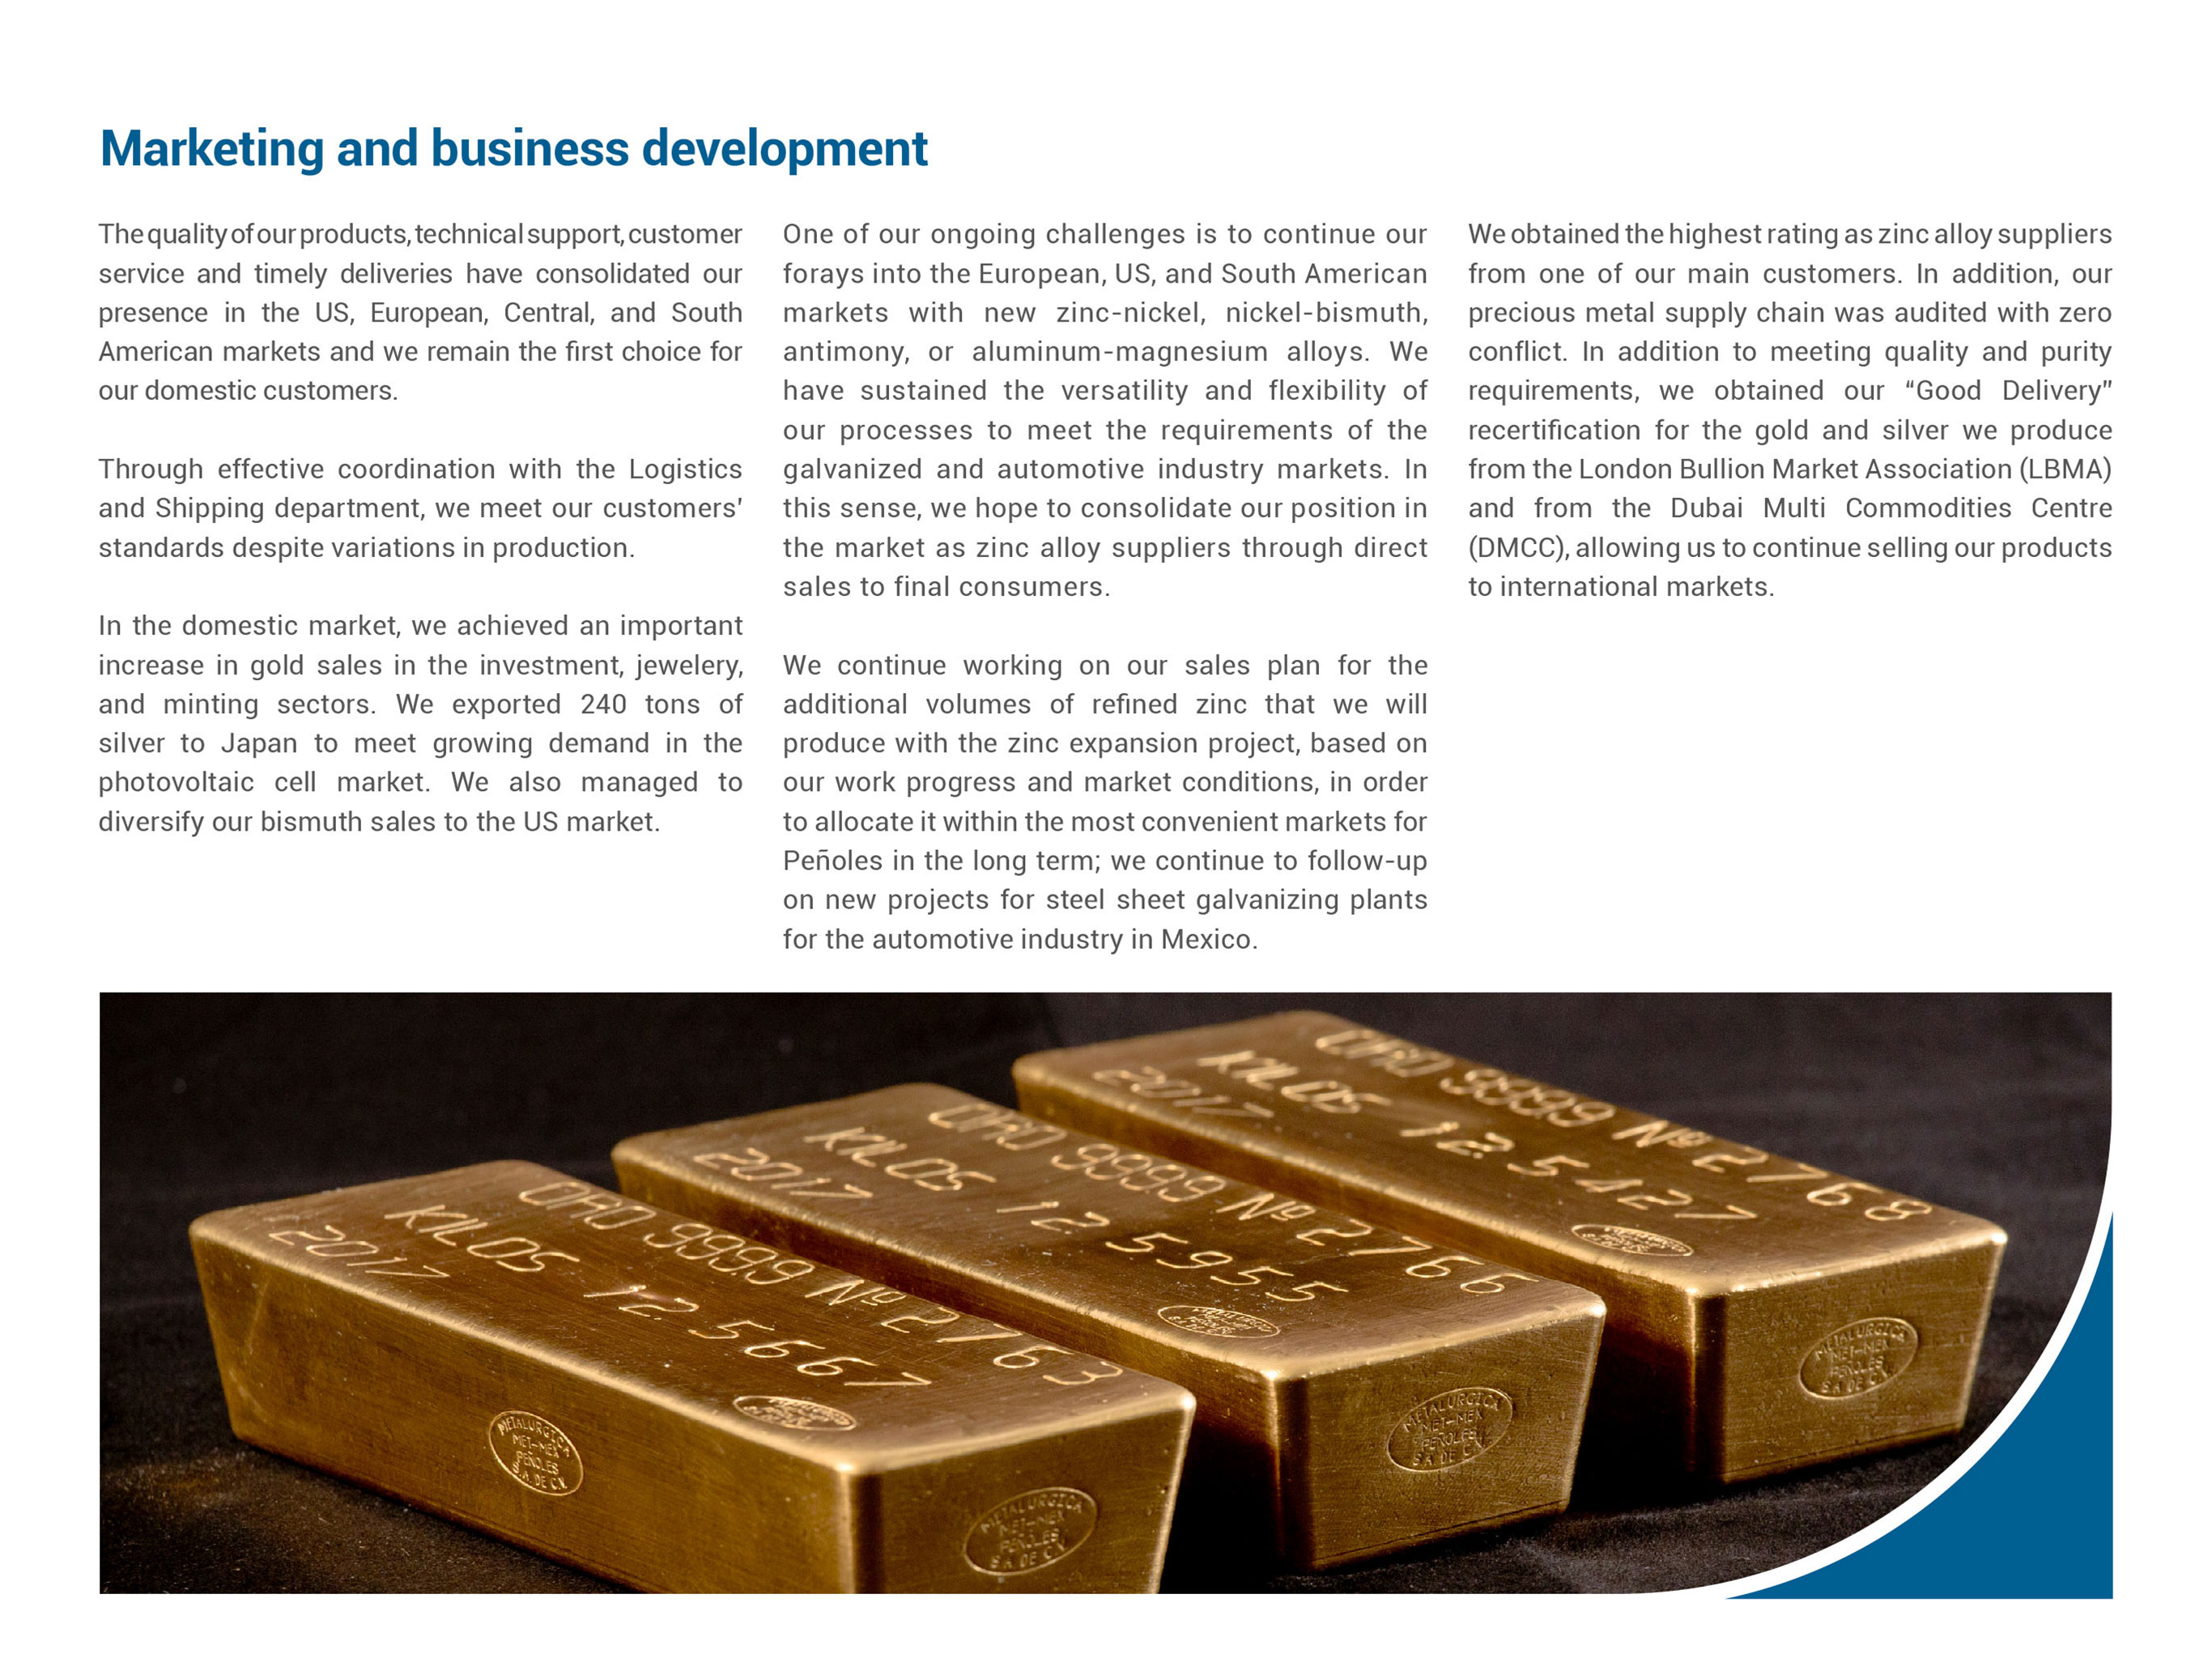 Marketing and business development
The quality of our products, technical support, customer
service and timely deliveries have consolidated our
presence in the US, European, Central, and South
American markets and we remain the first choice for
our domestic customers.
Through effective coordination with the Logistics
and Shipping department, we meet our customers’
standards despite variations in production.
In the domestic market, we achieved an important
increase in gold sales in the investment, jewelery,
and minting sectors. We exported 240 tons of
silver to Japan to meet growing demand in the
photovoltaic cell market. We also managed to
diversify our bismuth sales to the US market.
One of our ongoing challenges is to continue our
forays into the European, US, and South American
markets with new zinc-nickel, nickel-bismuth,
antimony, or aluminum-magnesium alloys. We
have sustained the versatility and flexibility of
our processes to meet the requirements of the
galvanized and automotive industry markets. In
this sense, we hope to consolidate our position in
the market as zinc alloy suppliers through direct
sales to final consumers.
We continue working on our sales plan for the
additional volumes of refined zinc that we will
produce with the zinc expansion project, based on
our work progress and market conditions, in order
to allocate it within the most convenient markets for
Peñoles in the long term; we continue to follow-up
on new projects for steel sheet galvanizing plants
for the automotive industry in Mexico.
We obtained the highest rating as zinc alloy suppliers
from one of our main customers. In addition, our
precious metal supply chain was audited with zero
conflict. In addition to meeting quality and purity
requirements, we obtained our “Good Delivery”
recertification for the gold and silver we produce
from the London Bullion Market Association (LBMA)
and from the Dubai Multi Commodities Centre
(DMCC), allowing us to continue selling our products
to international markets.
ORO 999.9 Nº 2763
KILOS 12.5667
2017
METALURGICA
MET-MEX
PEÑOLES
S.A. DE C.V.
METALURGICA
MET-MEX
PEÑOLES
S.A. DE C.V.
ORO 999.9 Nº 2766
KILOS 12.5955
2017
METALURGICA
MET-MEX
PEÑOLES
S.A. DE C.V.
ORO 999.9 Nº 2768
KILOS 12.5427
2017
METALURGICA
MET-MEX
PEÑOLES
S.A. DE C.V.